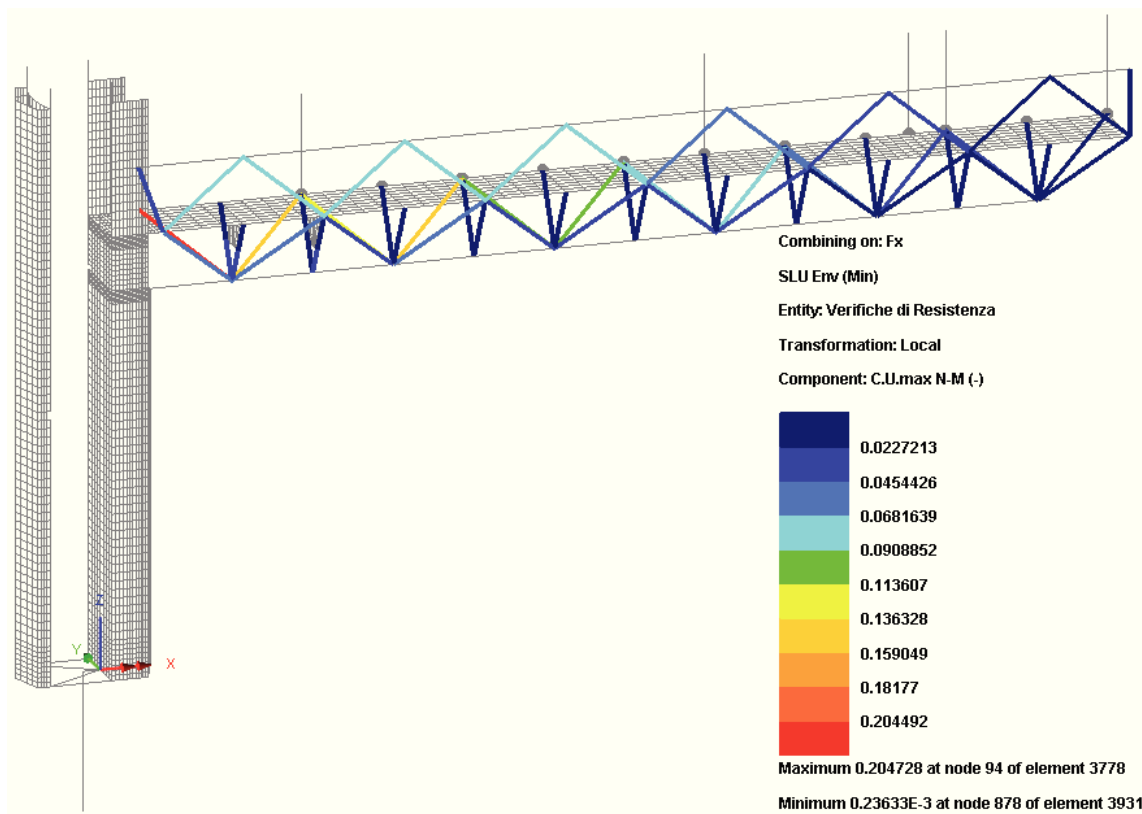 Z
Y
X
Combining on: Fx
SLU Env (Min)
Entity: Verifiche di Resistenza
Transformation: Local
Component: C.U.max N-M (-)
0.0227213
0.0454426
0.0681639
0.0908852
0.113607
0.136328
0.159049
0.18177
0.204492
Maximum 0.204728 at node 94 of element 3778
Minimum 0.23633E-3 at node 878 of element 3931